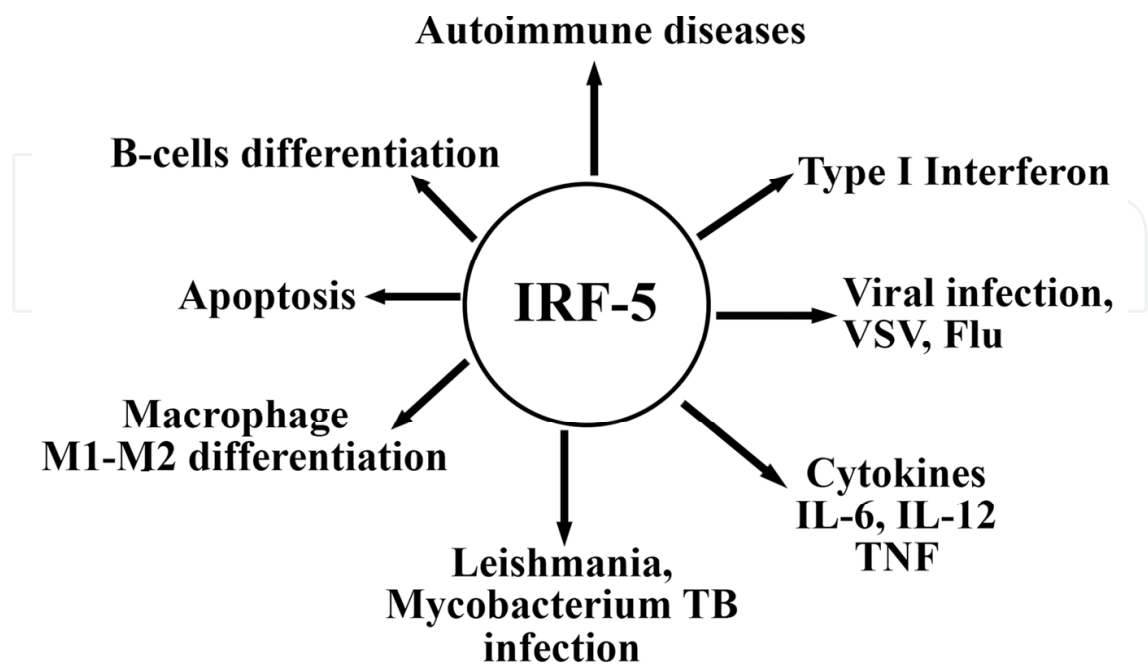 Autoimmune diseases
B-cells differentiation
Type I Interferon
Apoptosis
IRF-5
Viral infection,
VSV, Flu
Macrophage
M1-M2 differentiation
Cytokines
IL-6, IL-12
TNF
Leishmania,
Mycobacterium TB
infection